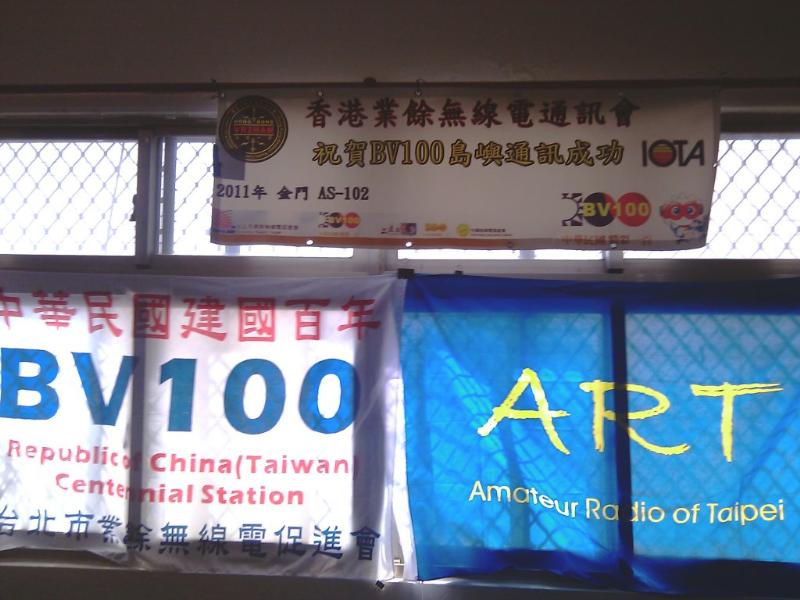 香港業餘無線電通訊會
祝賀BV100島嶼通訊成功
IOTA
2011年 金門 AS-102
BV100
中華民國建國百年
BV100
Republic of China(Taiwan)
Centennial Station
台北市業餘無線電促進會
ART
Amateur Radio of Taipei